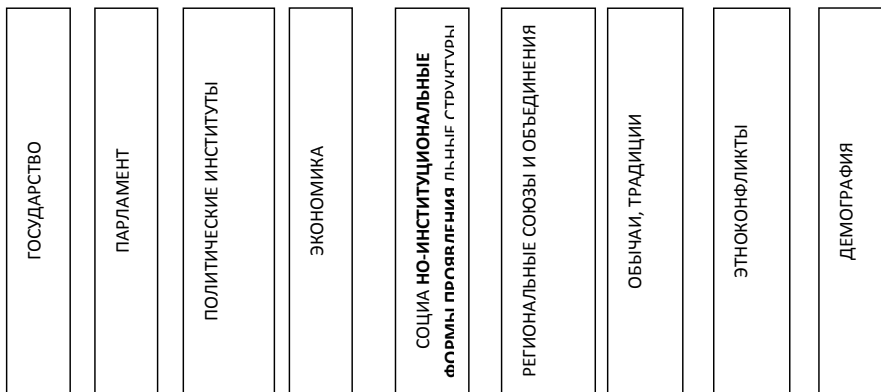 ГОСУДАРСТВО
ПАРЛАМЕНТ
ПОЛИТИЧЕСКИЕ ИНСТИТУТЫ
ЭКОНОМИКА
СОЦИА НО-ИНСТИТУЦИОНАЛЬНЫЕ
ФОРМЫ ПРОЯВЛЕНИЯ ЛЬНЫЕ СТРУКТУРЫ
РЕГИОНАЛЬНЫЕ СОЮЗЫ И ОБЪЕДИНЕНИЯ
ОБЫЧАИ, ТРАДИЦИИ
ЭТНОКОНФЛИКТЫ
ДЕМОГРАФИЯ